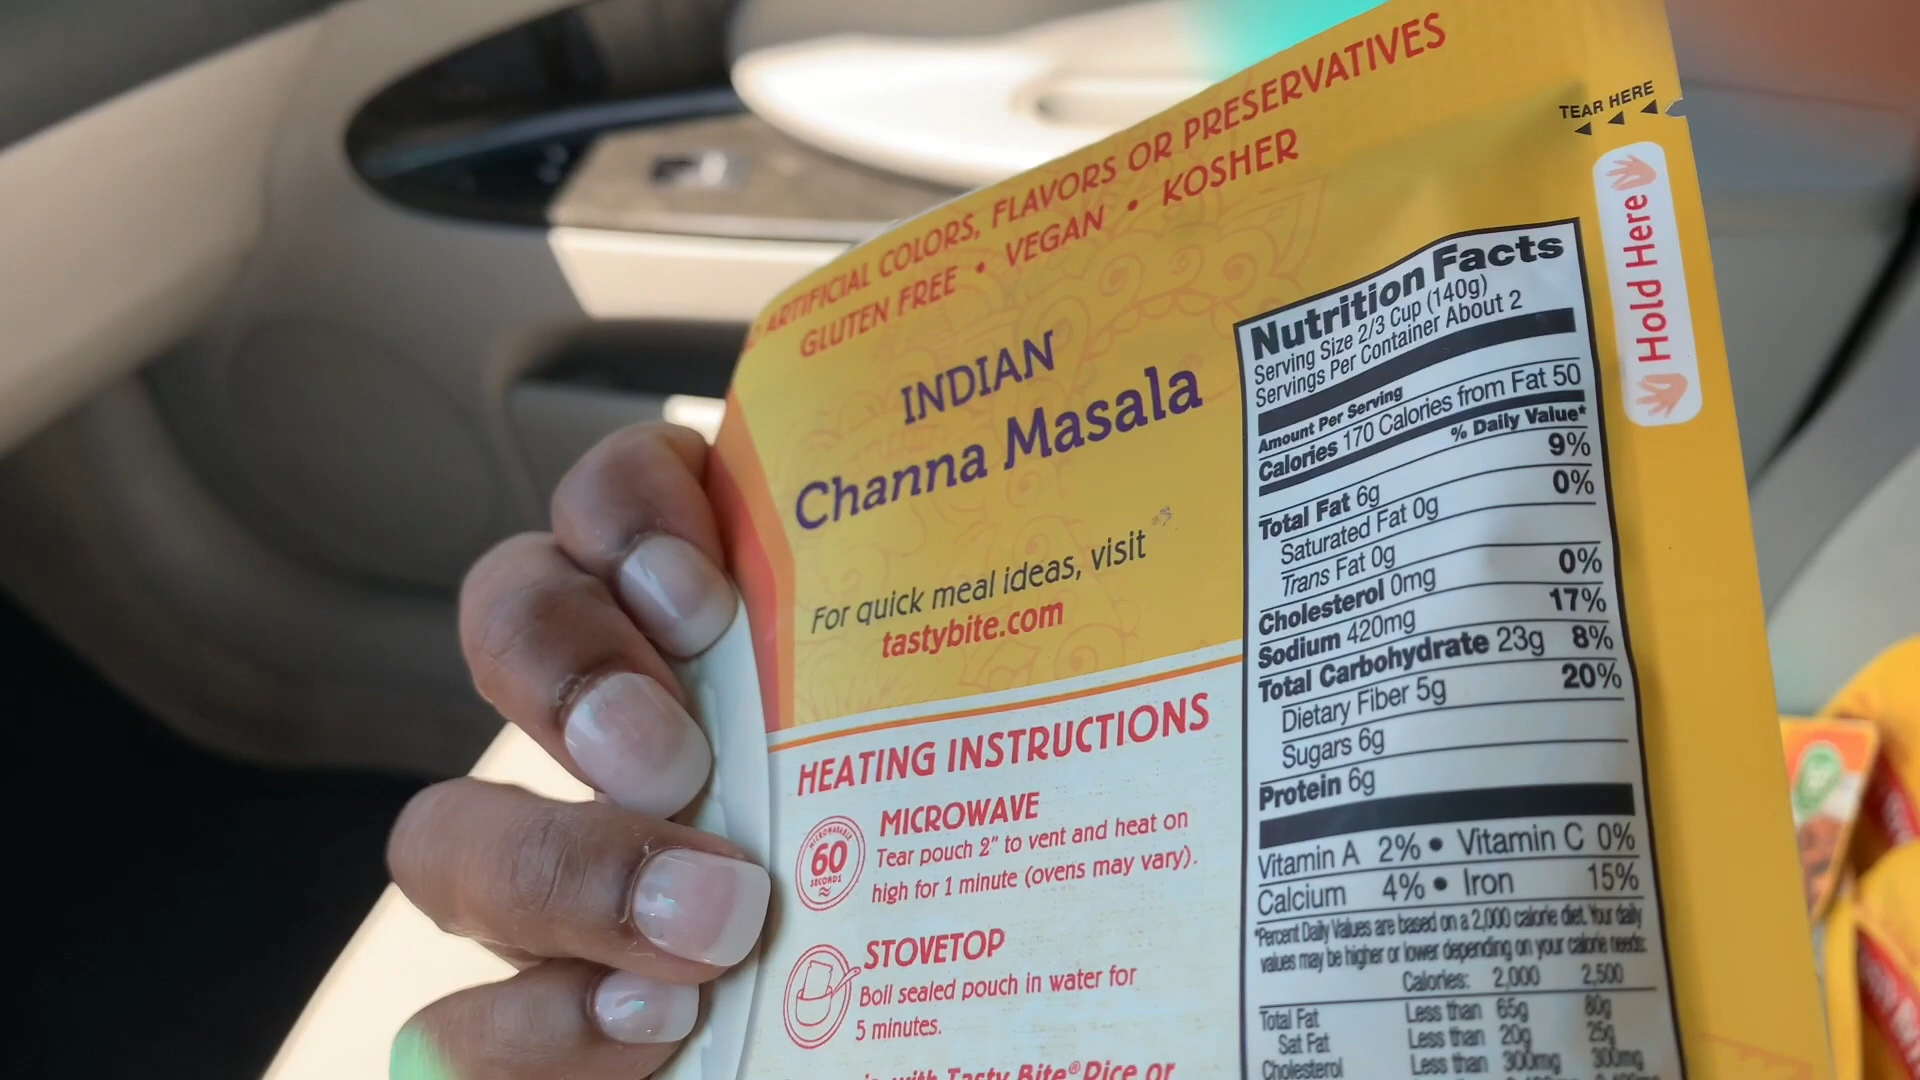 ARTIFICIAL COLORS, FLAVORS OR PRESERVATIVES
GLUTEN FREE • VEGAN • KOSHER
INDIAN
Channa Masala
For quick meal ideas, visit
tastybite.com
HEATING INSTRUCTIONS
MICROWAVABLE
60
SECONDS
MICROWAVE
Tear pouch 2" to vent and heat on
high for 1 minute (ovens may vary).
STOVETOP
Boil sealed pouch in water for
5 minutes.
with Tasty Bite® Rice or
TEAR HERE
Hold Here
Nutrition Facts
Serving Size 2/3 Cup (140g)
Servings Per Container About 2
Amount Per Serving
Calories 170 Calories from Fat 50
% Daily Value*
Total Fat 6g 9%
Saturated Fat 0g 0%
Trans Fat 0g
Cholesterol 0mg 0%
Sodium 420mg 17%
Total Carbohydrate 23g 8%
Dietary Fiber 5g 20%
Sugars 6g
Protein 6g
Vitamin A 2% • Vitamin C 0%
Calcium 4% • Iron 15%
*Percent Daily Values are based on a 2,000 calorie diet. Your daily
values may be higher or lower depending on your calorie needs:
Calories: 2,000 2,500
Total Fat Less than 65g 80g
Sat Fat Less than 20g 25g
Cholesterol Less than 300mg 300mg